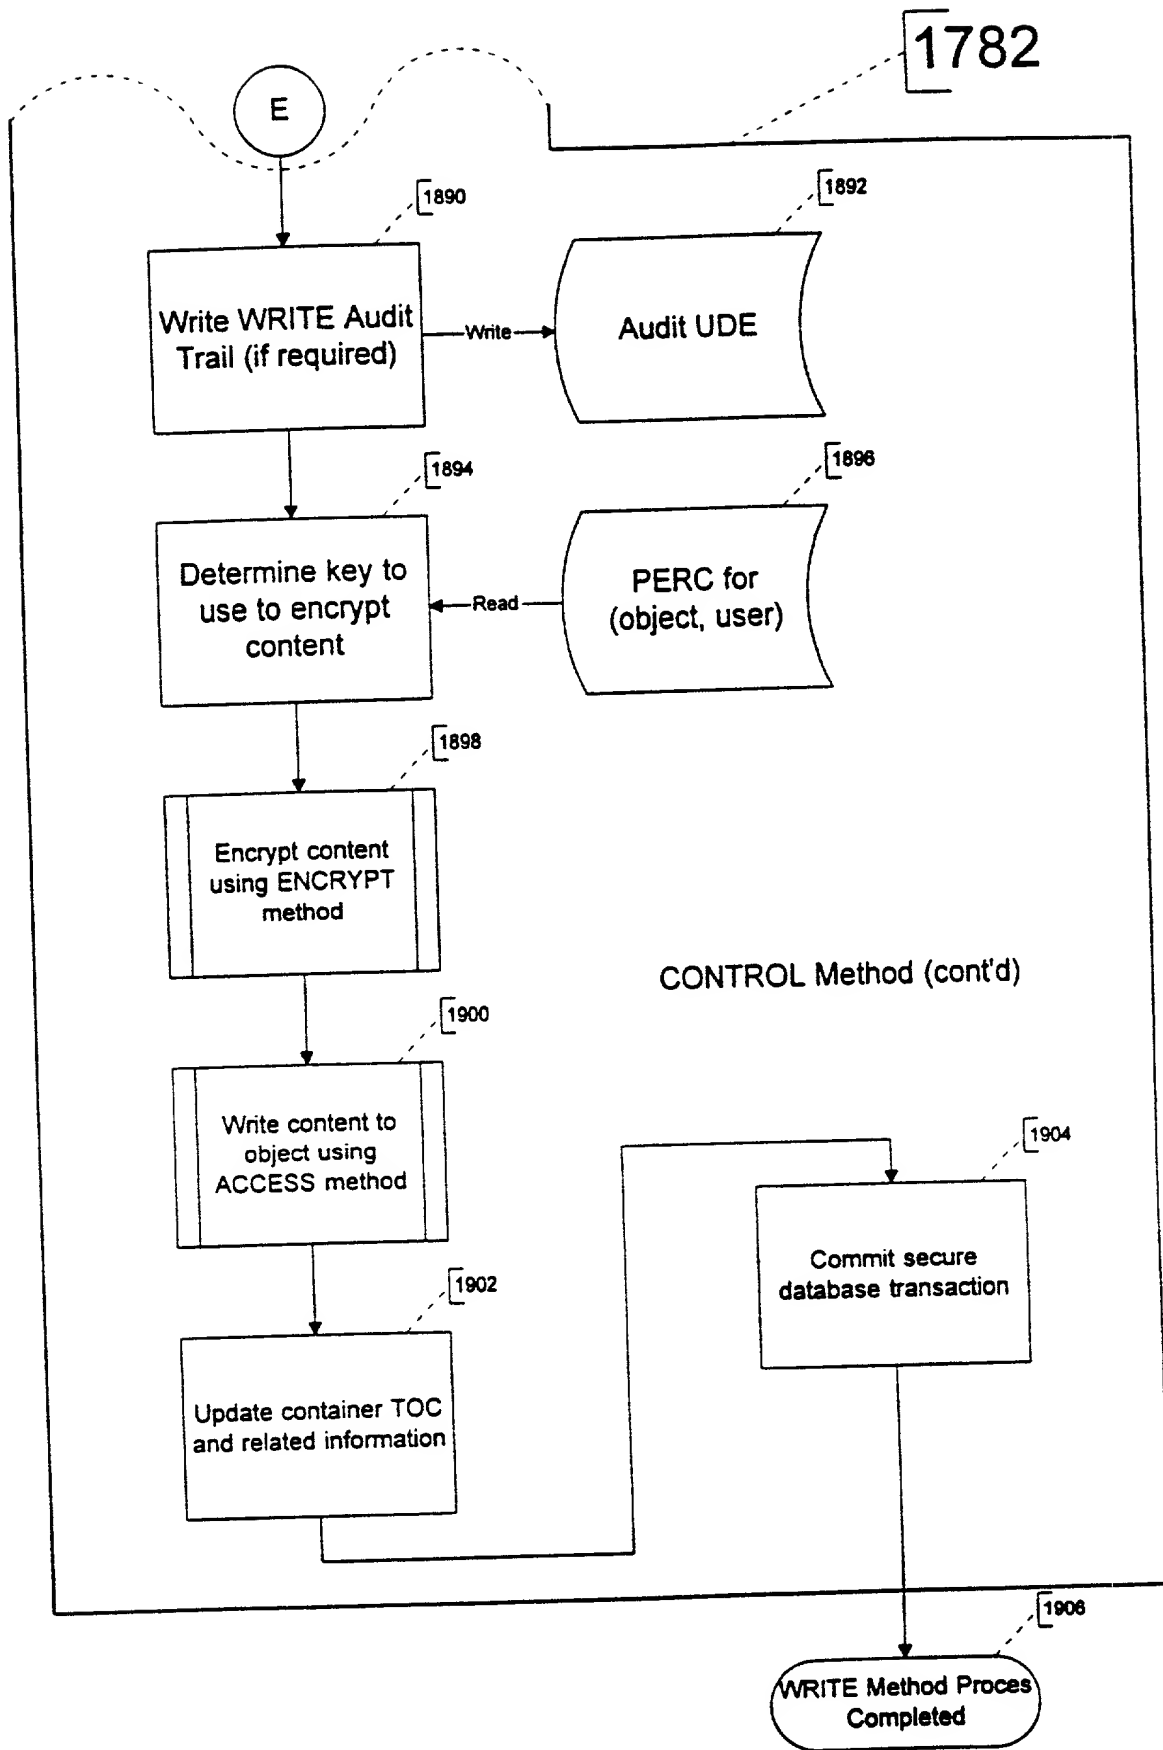 1782
E
1890
1892
Write WRITE Audit
Trail (if required)
Write
Audit UDE
1894
1896
Determine key to
use to encrypt
content
Read
PERC for
(object, user)
1898
Encrypt content
using ENCRYPT
method
CONTROL Method (cont'd)
1900
Write content to
object using
ACCESS method
1904
Commit secure
database transaction
1902
Update container TOC
and related information
1906
WRITE Method Proces
Completed